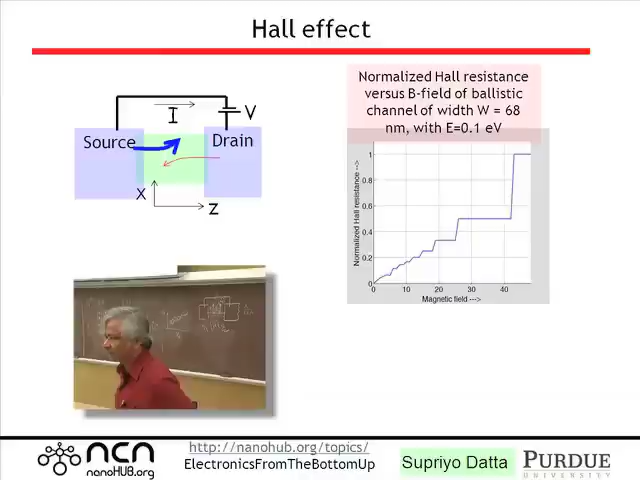 Hall effect
I
V
Source
Drain
X
Z
Normalized Hall resistance
versus B-field of ballistic
channel of width W = 68
nm, with E=0.1 eV
Normalized Hall resistance -->
1
0.8
0.6
0.4
0.2
0
0
10
20
30
40
Magnetic field --->
ncn
nanoHUB.org
http://nanohub.org/topics/
ElectronicsFromTheBottomUp
Supriyo Datta
PURDUE
UNIVERSITY